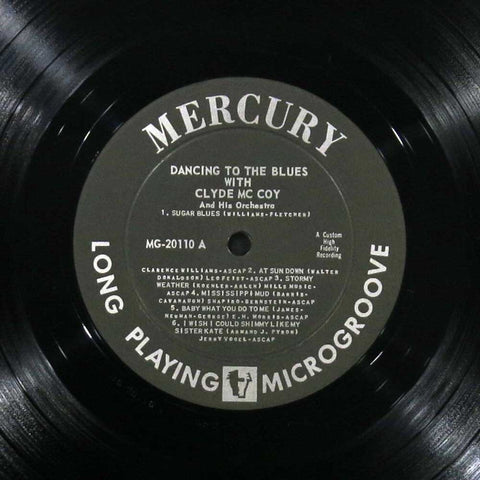 MERCURY
DANCING TO THE BLUES
WITH
CLYDE MC COY
And His Orchestra
1. SUGAR BLUES (WILLIAMS-FLETCHER)
MG-20110 A
A Custom
High
Fidelity
Recording
CLARENCE WILLIAMS-ASCAP 2. AT SUN DOWN (WALTER
DONALDSON) LEO FEIST-ASCAP 3. STORMY
WEATHER (KOEHLER-ARLEN) MILLS MUSIC-
ASCAP 4. MISSISSIPPI MUD (BARRIS-
CAVANAUGH) SHAPIRO-BERNSTEIN-ASCAP
5. BABY WHAT YOU DO TO ME (JAMES-
NEWMAN-GEORGE) E.H. MORRIS-ASCAP
6. I WISH I COULD SHIMMY LIKE MY
SISTER KATE (ARMAND J. PYRON)
JERRY VOGEL-ASCAP
LONG PLAYING MICROGROOVE